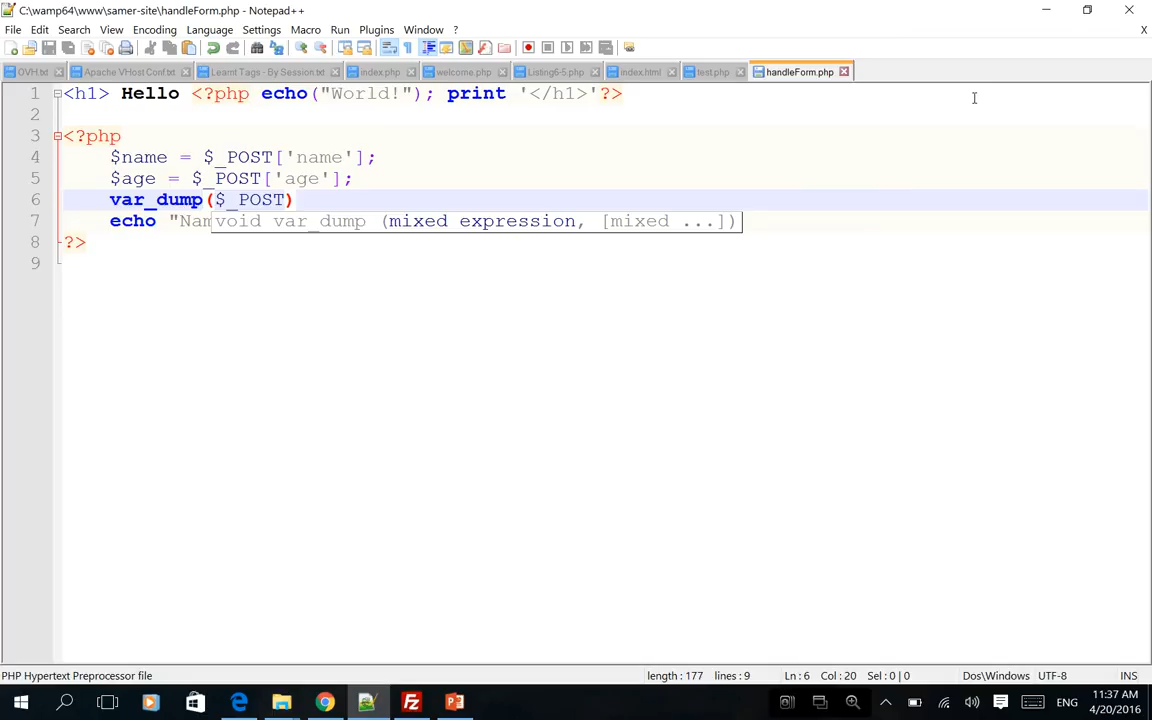 C:\wamp64\www\samer-site\handleForm.php - Notepad++
File Edit Search View Encoding Language Settings Macro Run Plugins Window ? X
OVH.txt Apache VHost Conf.txt Learnt Tags - By Session.txt index.php welcome.php Listing6-5.php index.html test.php handleForm.php
1 <h1> Hello <?php echo("World!"); print '</h1>'?>
2
3 <?php
4 $name = $_POST['name'];
5 $age = $_POST['age'];
6 var_dump($_POST)
7 echo "Nam void var_dump (mixed expression, [mixed ...])
8 ?>
9
PHP Hypertext Preprocessor file length : 177 lines : 9 Ln : 6 Col : 20 Sel : 0 | 0 Dos\Windows UTF-8 INS
ENG 11:37 AM
4/20/2016